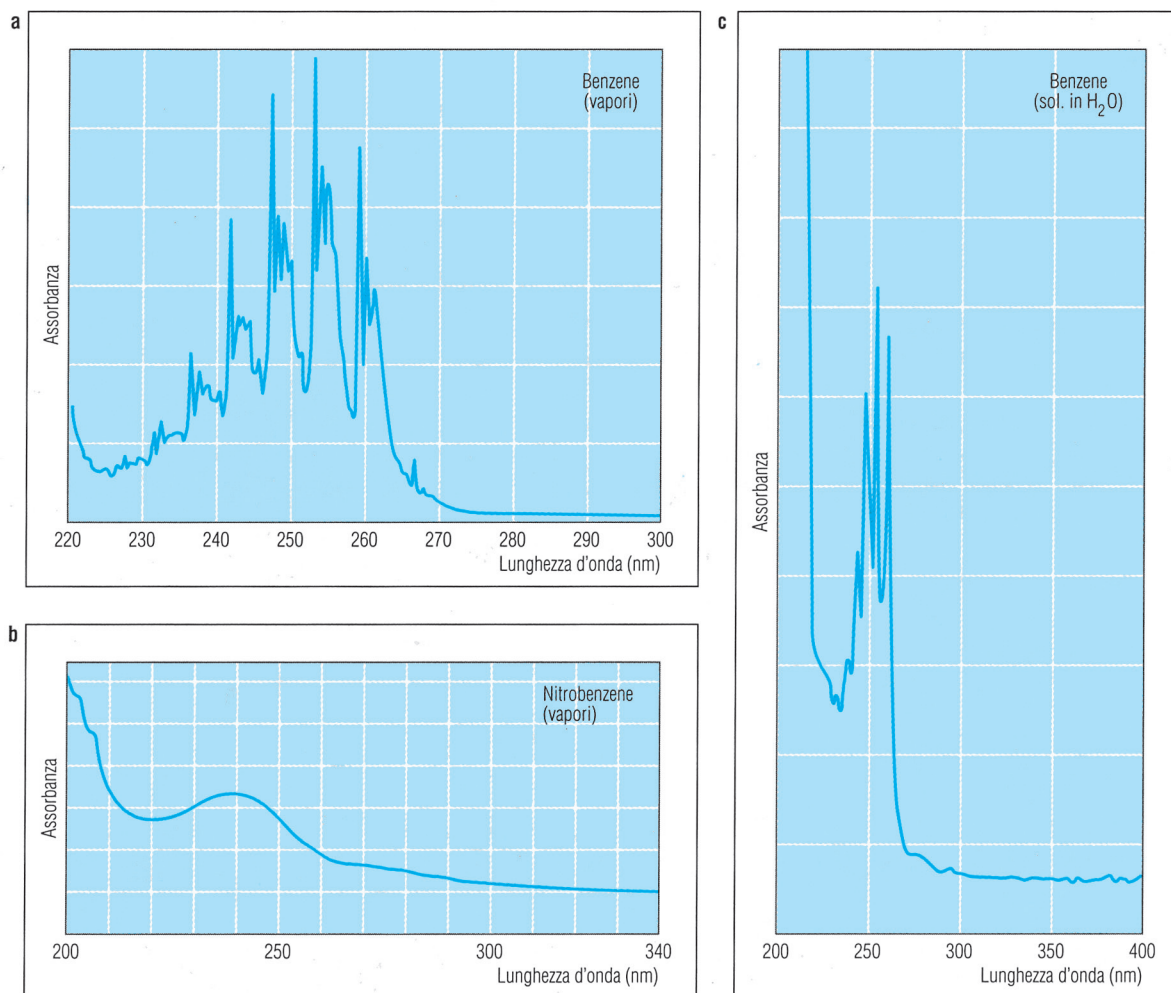 a
Benzene
(vapori)
Assorbanza
220 230 240 250 260 270 280 290 300
Lunghezza d'onda (nm)
b
Nitrobenzene
(vapori)
Assorbanza
200 250 300 340
Lunghezza d'onda (nm)
c
Benzene
(sol. in H₂O)
Assorbanza
200 250 300 350 400
Lunghezza d'onda (nm)